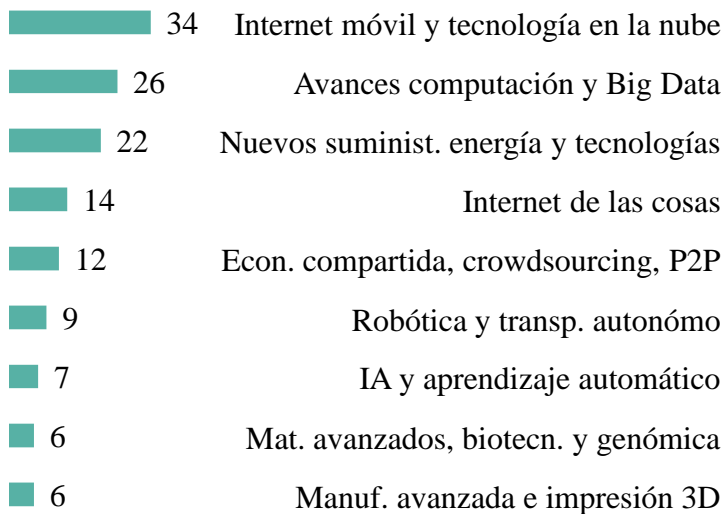 34 Internet móvil y tecnología en la nube
26 Avances computación y Big Data
22 Nuevos suminist. energía y tecnologías
14 Internet de las cosas
12 Econ. compartida, crowdsourcing, P2P
9 Robótica y transp. autonómo
7 IA y aprendizaje automático
6 Mat. avanzados, biotecn. y genómica
6 Manuf. avanzada e impresión 3D